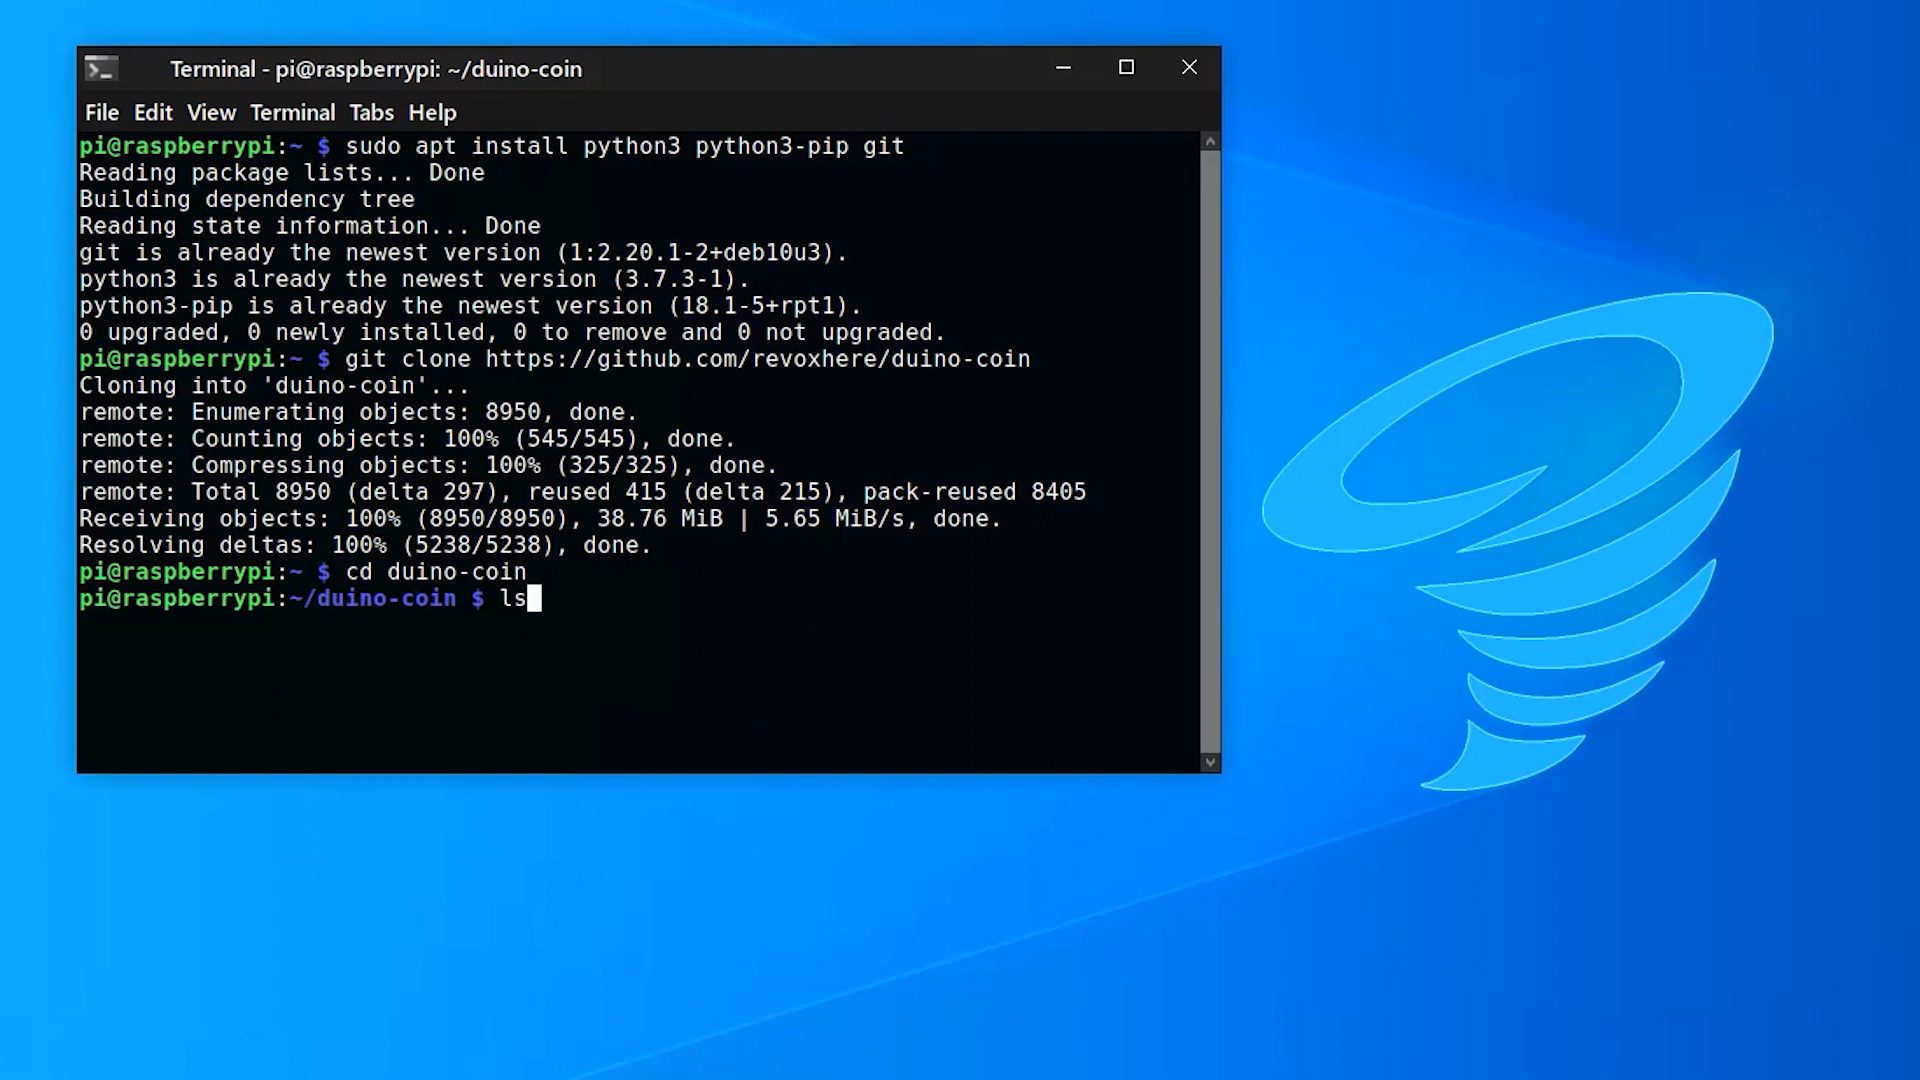 Terminal - pi@raspberrypi: ~/duino-coin
File Edit View Terminal Tabs Help
pi@raspberrypi:~ $ sudo apt install python3 python3-pip git
Reading package lists... Done
Building dependency tree
Reading state information... Done
git is already the newest version (1:2.20.1-2+deb10u3).
python3 is already the newest version (3.7.3-1).
python3-pip is already the newest version (18.1-5+rpt1).
0 upgraded, 0 newly installed, 0 to remove and 0 not upgraded.
pi@raspberrypi:~ $ git clone https://github.com/revoxhere/duino-coin
Cloning into 'duino-coin'...
remote: Enumerating objects: 8950, done.
remote: Counting objects: 100% (545/545), done.
remote: Compressing objects: 100% (325/325), done.
remote: Total 8950 (delta 297), reused 415 (delta 215), pack-reused 8405
Receiving objects: 100% (8950/8950), 38.76 MiB | 5.65 MiB/s, done.
Resolving deltas: 100% (5238/5238), done.
pi@raspberrypi:~ $ cd duino-coin
pi@raspberrypi:~/duino-coin $ ls